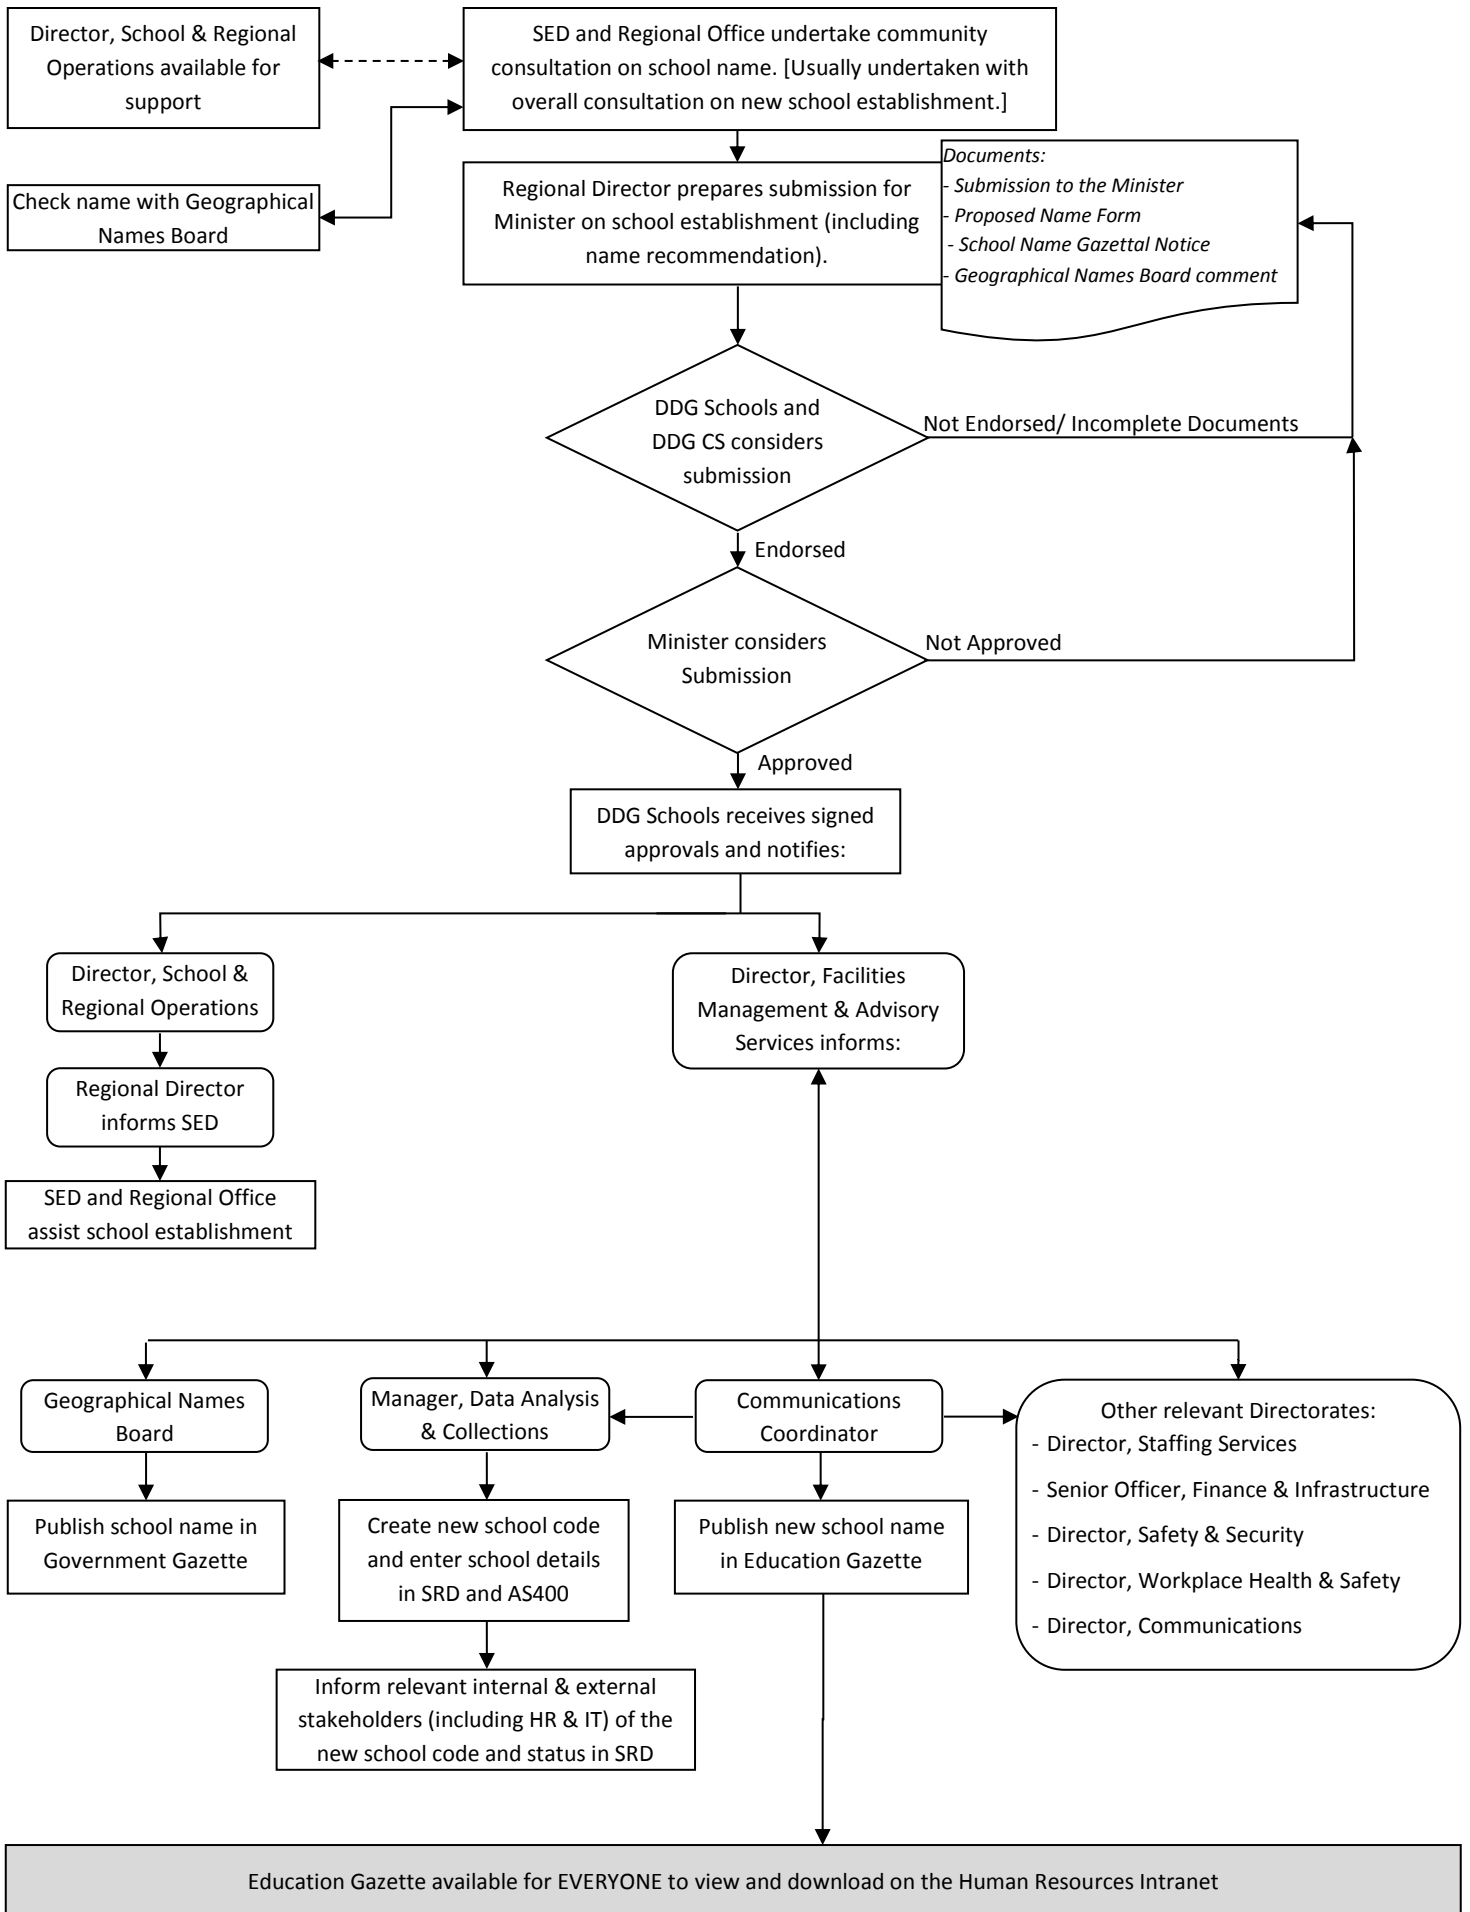 Director, School & Regional
Operations available for
support
SED and Regional Office undertake community
consultation on school name. [Usually undertaken with
overall consultation on new school establishment.]
Check name with Geographical
Names Board
Regional Director prepares submission for
Minister on school establishment (including
name recommendation).
Documents:
- Submission to the Minister
- Proposed Name Form
- School Name Gazettal Notice
- Geographical Names Board comment
DDG Schools and
DDG CS considers
submission
Not Endorsed/ Incomplete Documents
Endorsed
Minister considers
Submission
Not Approved
Approved
DDG Schools receives signed
approvals and notifies:
Director, School &
Regional Operations
Director, Facilities
Management & Advisory
Services informs:
Regional Director
informs SED
SED and Regional Office
assist school establishment
Geographical Names
Board
Manager, Data Analysis
& Collections
Communications
Coordinator
Other relevant Directorates:
- Director, Staffing Services
- Senior Officer, Finance & Infrastructure
- Director, Safety & Security
- Director, Workplace Health & Safety
- Director, Communications
Publish school name in
Government Gazette
Create new school code
and enter school details
in SRD and AS400
Publish new school name
in Education Gazette
Inform relevant internal & external
stakeholders (including HR & IT) of the
new school code and status in SRD
Education Gazette available for EVERYONE to view and download on the Human Resources Intranet